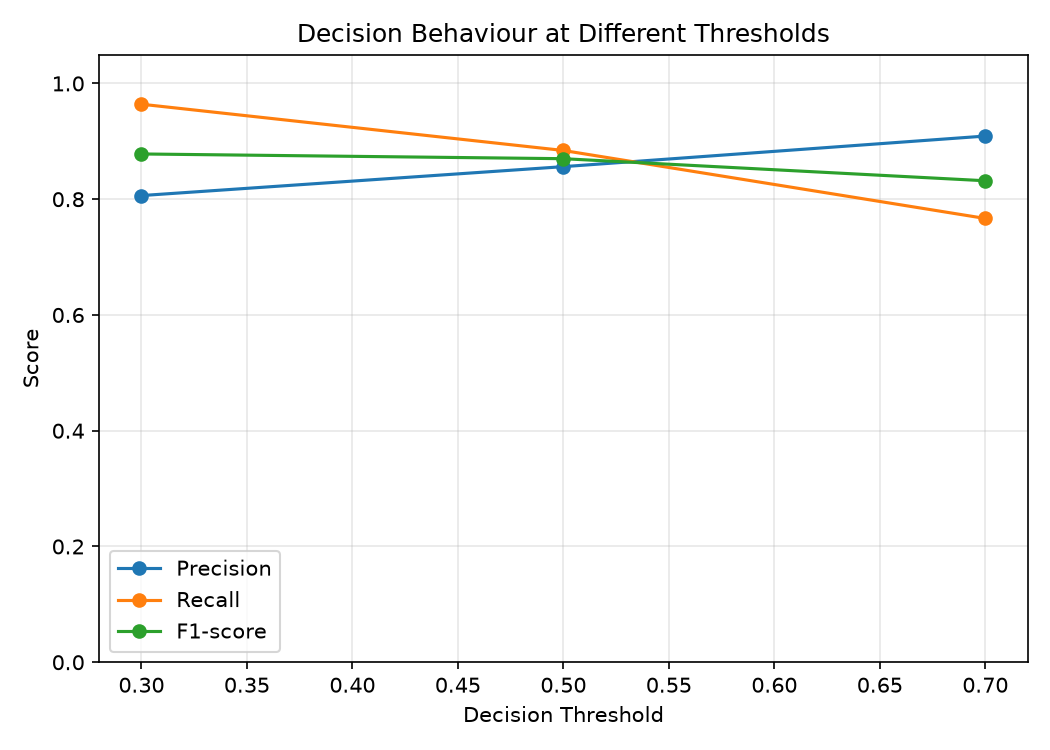 Decision Behaviour at Different Thresholds
1.0
0.8
0.6
0.4
0.2
0.0
Score
Precision
Recall
F1-score
0.30 0.35 0.40 0.45 0.50 0.55 0.60 0.65 0.70
Decision Threshold